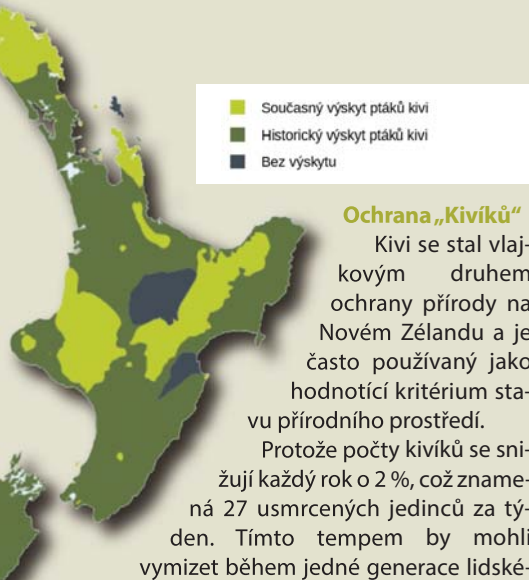 Současný výskyt ptáků kivi
Historický výskyt ptáků kivi
Bez výskytu
Ochrana „Kivíků“
Kivi se stal vlaj-
kovým druhem
ochrany přírody na
Novém Zélandu a je
často používaný jako
hodnotící kritérium sta-
vu přírodního prostředí.
Protože počty kivíků se sni-
žují každý rok o 2 %, což zname-
ná 27 usmrcených jedinců za tý-
den. Tímto tempem by mohli
vymizet během jedné generace lidské-